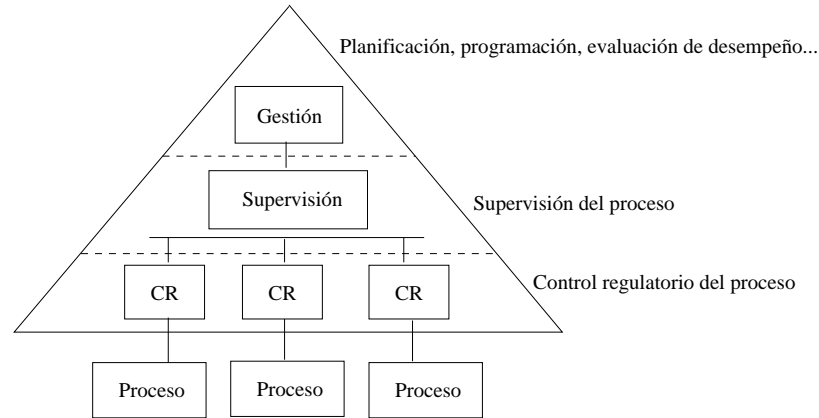 Planificación, programación, evaluación de desempeño...
Gestión
Supervisión
Supervisión del proceso
Control regulatorio del proceso
CR
CR
CR
Proceso
Proceso
Proceso